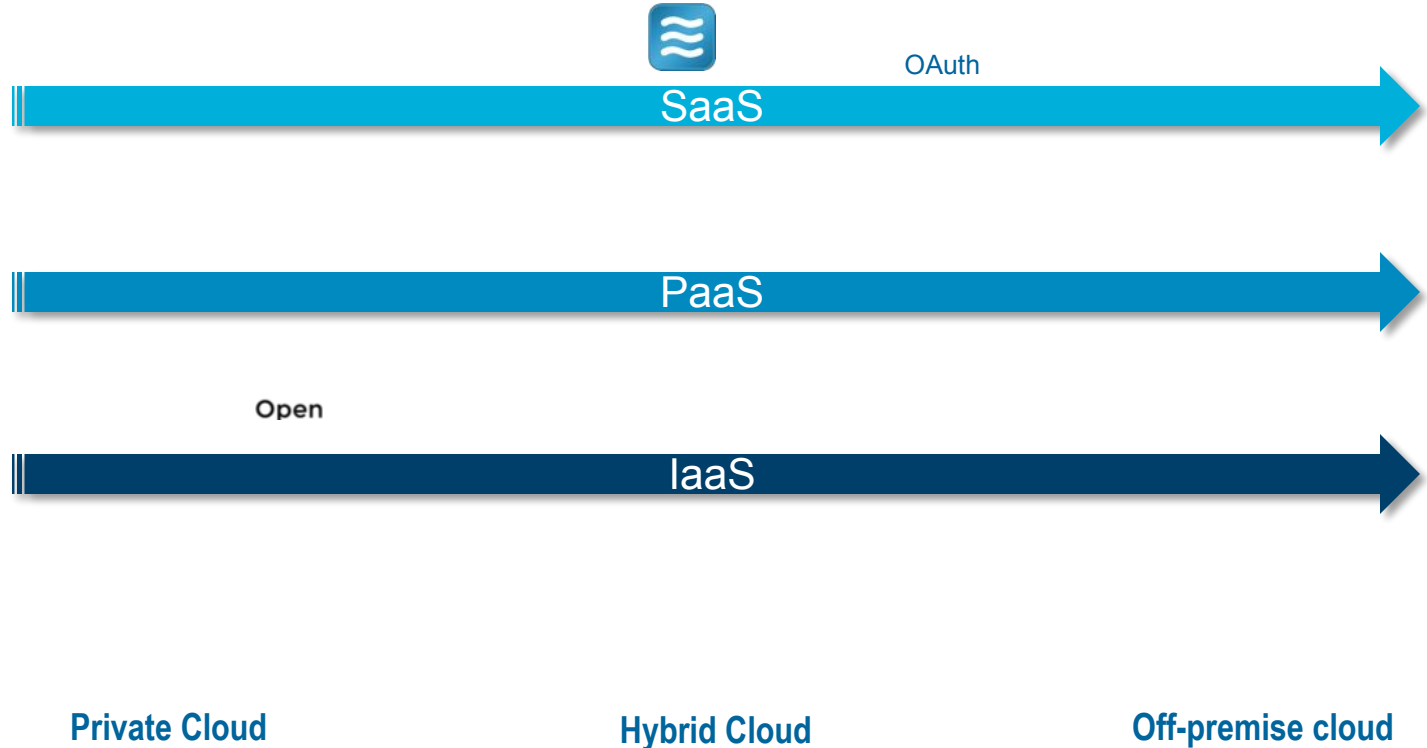 OAuth
SaaS
PaaS
Open
IaaS
Private Cloud
Hybrid Cloud
Off-premise cloud